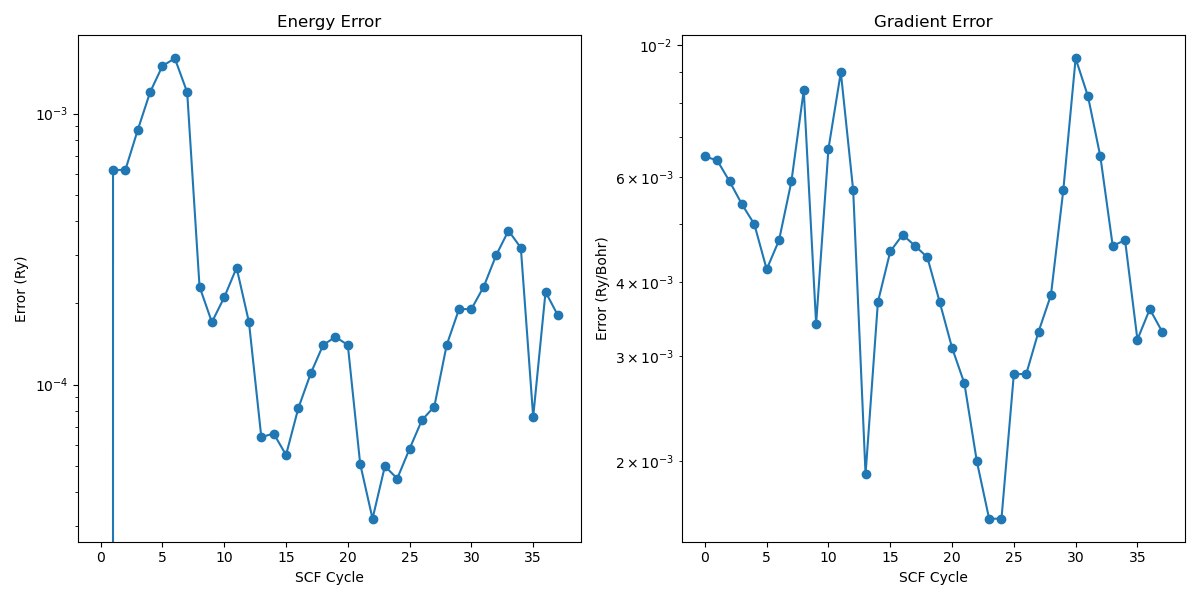 Energy Error
Error (Ry)
10⁻³
10⁻⁴
0 5 10 15 20 25 30 35
SCF Cycle
Gradient Error
Error (Ry/Bohr)
10⁻²
6 × 10⁻³
4 × 10⁻³
3 × 10⁻³
2 × 10⁻³
0 5 10 15 20 25 30 35
SCF Cycle